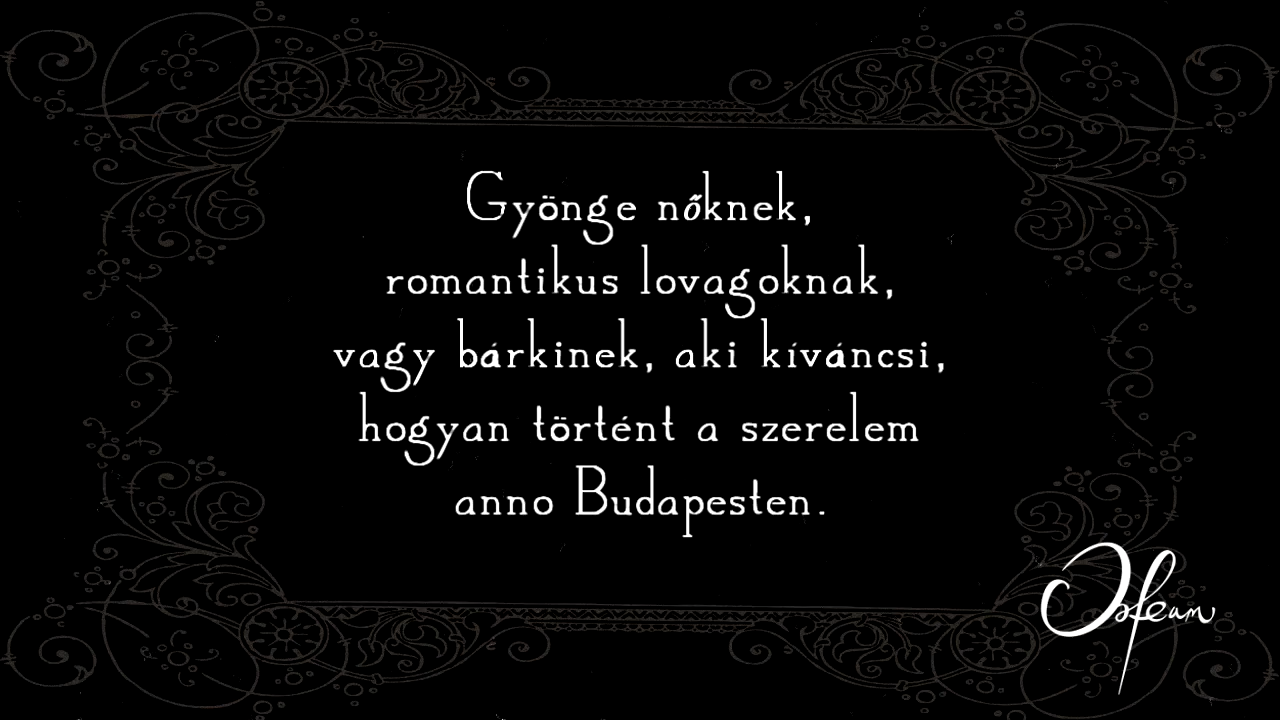 Gyönge nőknek,
romantikus lovagoknak,
vagy bárkinek, aki kíváncsi,
hogyan történt a szerelem
anno Budapesten.